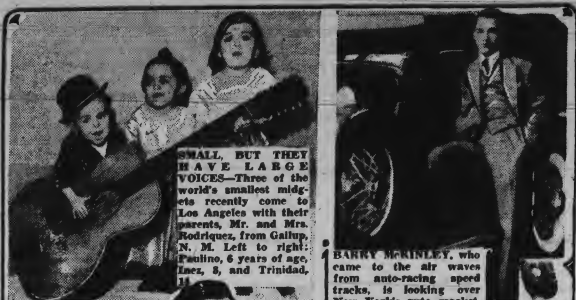 SMALL, BUT THEY
HAVE LARGE
VOICES—Three of the
world's smallest midg-
ets recently come to
Los Angeles with their
parents, Mr. and Mrs.
Rodriquez, from Gallup,
N. M. Left to right:
Paulino, 6 years of age,
Inez, 8, and Trinidad,
BARRY McKINLEY, who
came to the air waves
from auto-racing speed
tracks, is looking over